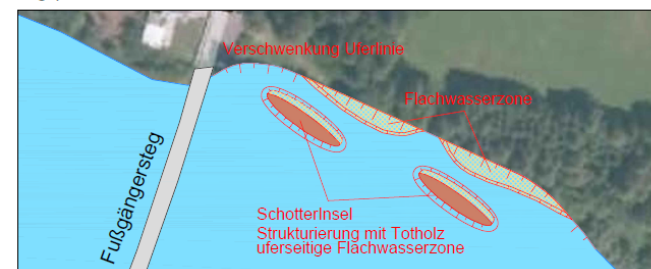 Verschwenkung Uferlinie
Flachwasserzone
Fußgängersteg
SchotterInsel
Strukturierung mit Totholz
uferseitige Flachwasserzone